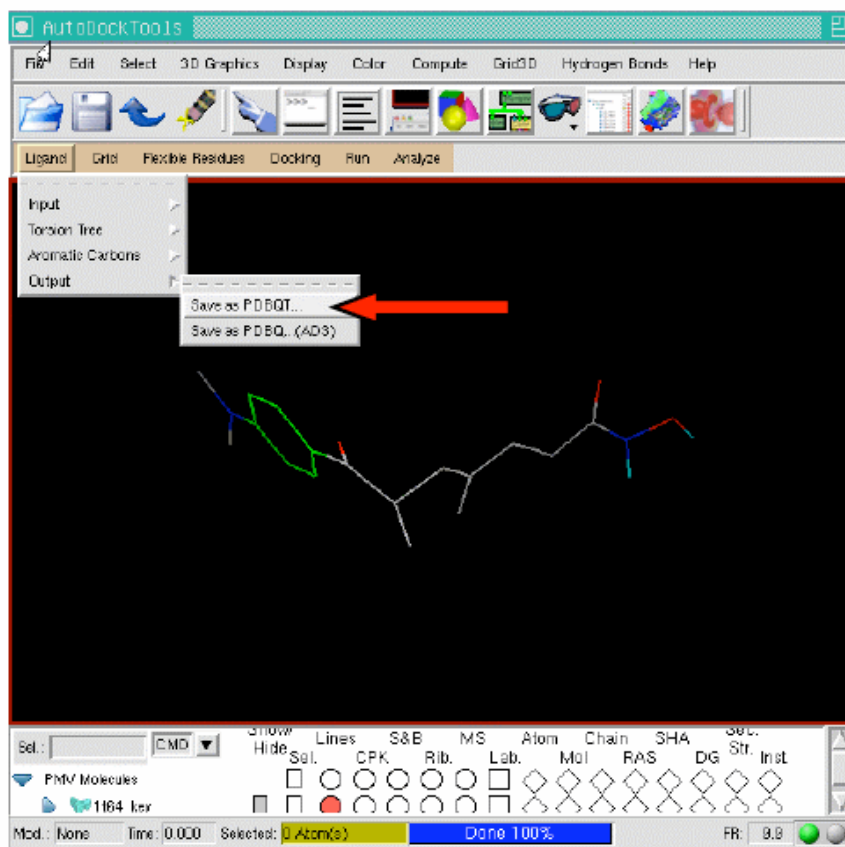 AutoDockTools
File Edit Select 3D Graphics Display Color Compute Grid3D Hydrogen Bonds Help
Ligand Grid Flexible Residues Docking Run Analyze
Input
Torsion Tree
Aromatic Carbons
Output
Save as PDBQT...
Save as PDBQ...(AD3)
Sel.: CMD
Show/ Lines S&B MS Atom Chain SHA Sec.
Hide Sel. CPK Rib. Lab. Mol RAS DG Str. Inst
PMV Molecules
Mod.: None Time: 0.000 Selected: 0 Atom(s) Done 100% FR: 0.0